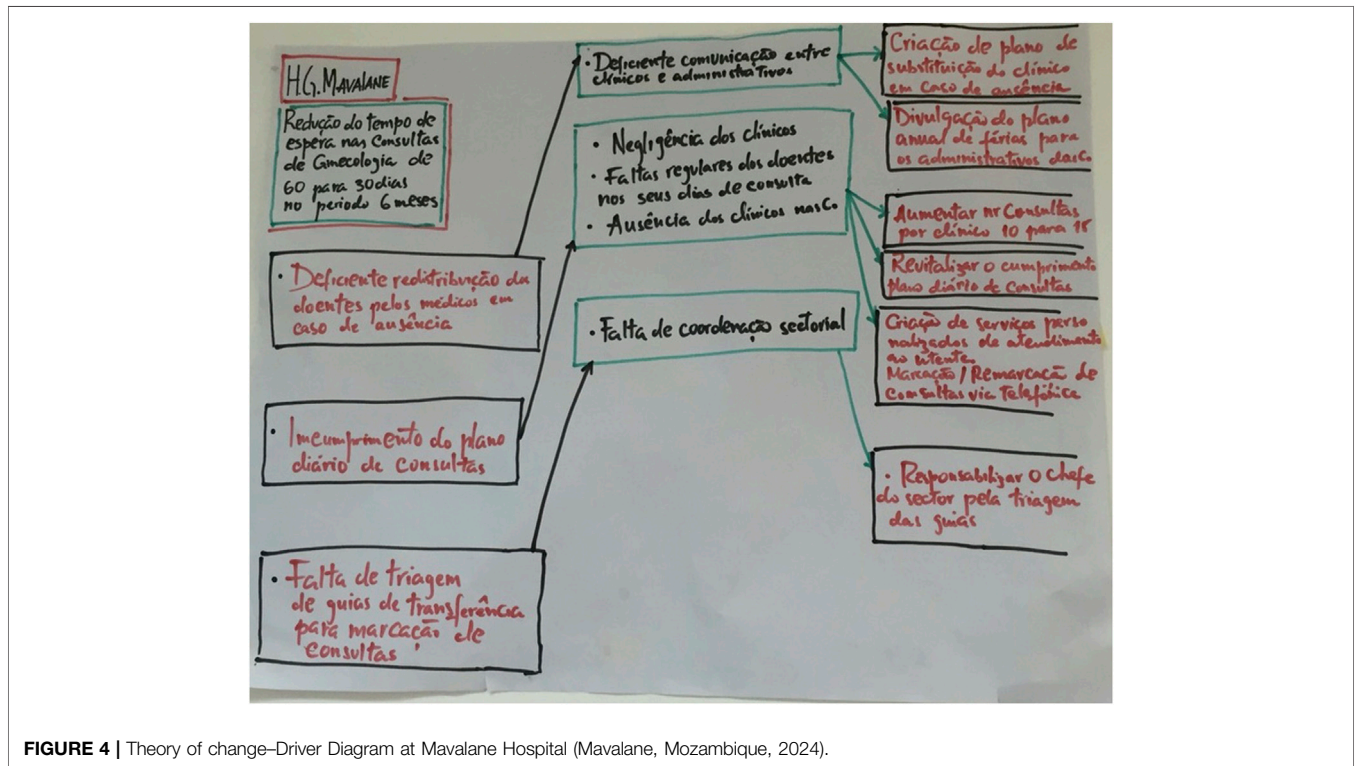 H.G. MAVALANE
Redução do tempo de
espera nas Consultas
de Ginecologia de
60 para 30 dias
no período 6 meses
• Deficiente redistribuição da
doentes pelos médicos em
caso de ausência
• Imcumprimento do plano
diário de consultas
• Falta de triagem
de guias de transferência
para marcação de
consultas
• Deficiente comunicação entre
clínicos e administrativos
• Negligência dos clínicos
• Faltas regulares dos doentes
nos seus dias de consulta
• Ausência dos clínicos nas C.
• Falta de coordenação sectorial
Criação de plano de
substituição do clínico
em caso de ausência
Divulgação do plano
anual de férias para
os administrativos das C.
Aumentar nr Consultas
por clínico 10 para
Revitalizar o cumprimento
plano diário de Consultas
Criação de serviços perso
nalizados de atendimento
ao utente.
Marcação / Remarcação de
Consultas via Telefónica
• Responsabilizar o chefe
do sector pela triagem
das guias
FIGURE 4 | Theory of change–Driver Diagram at Mavalane Hospital (Mavalane, Mozambique, 2024).